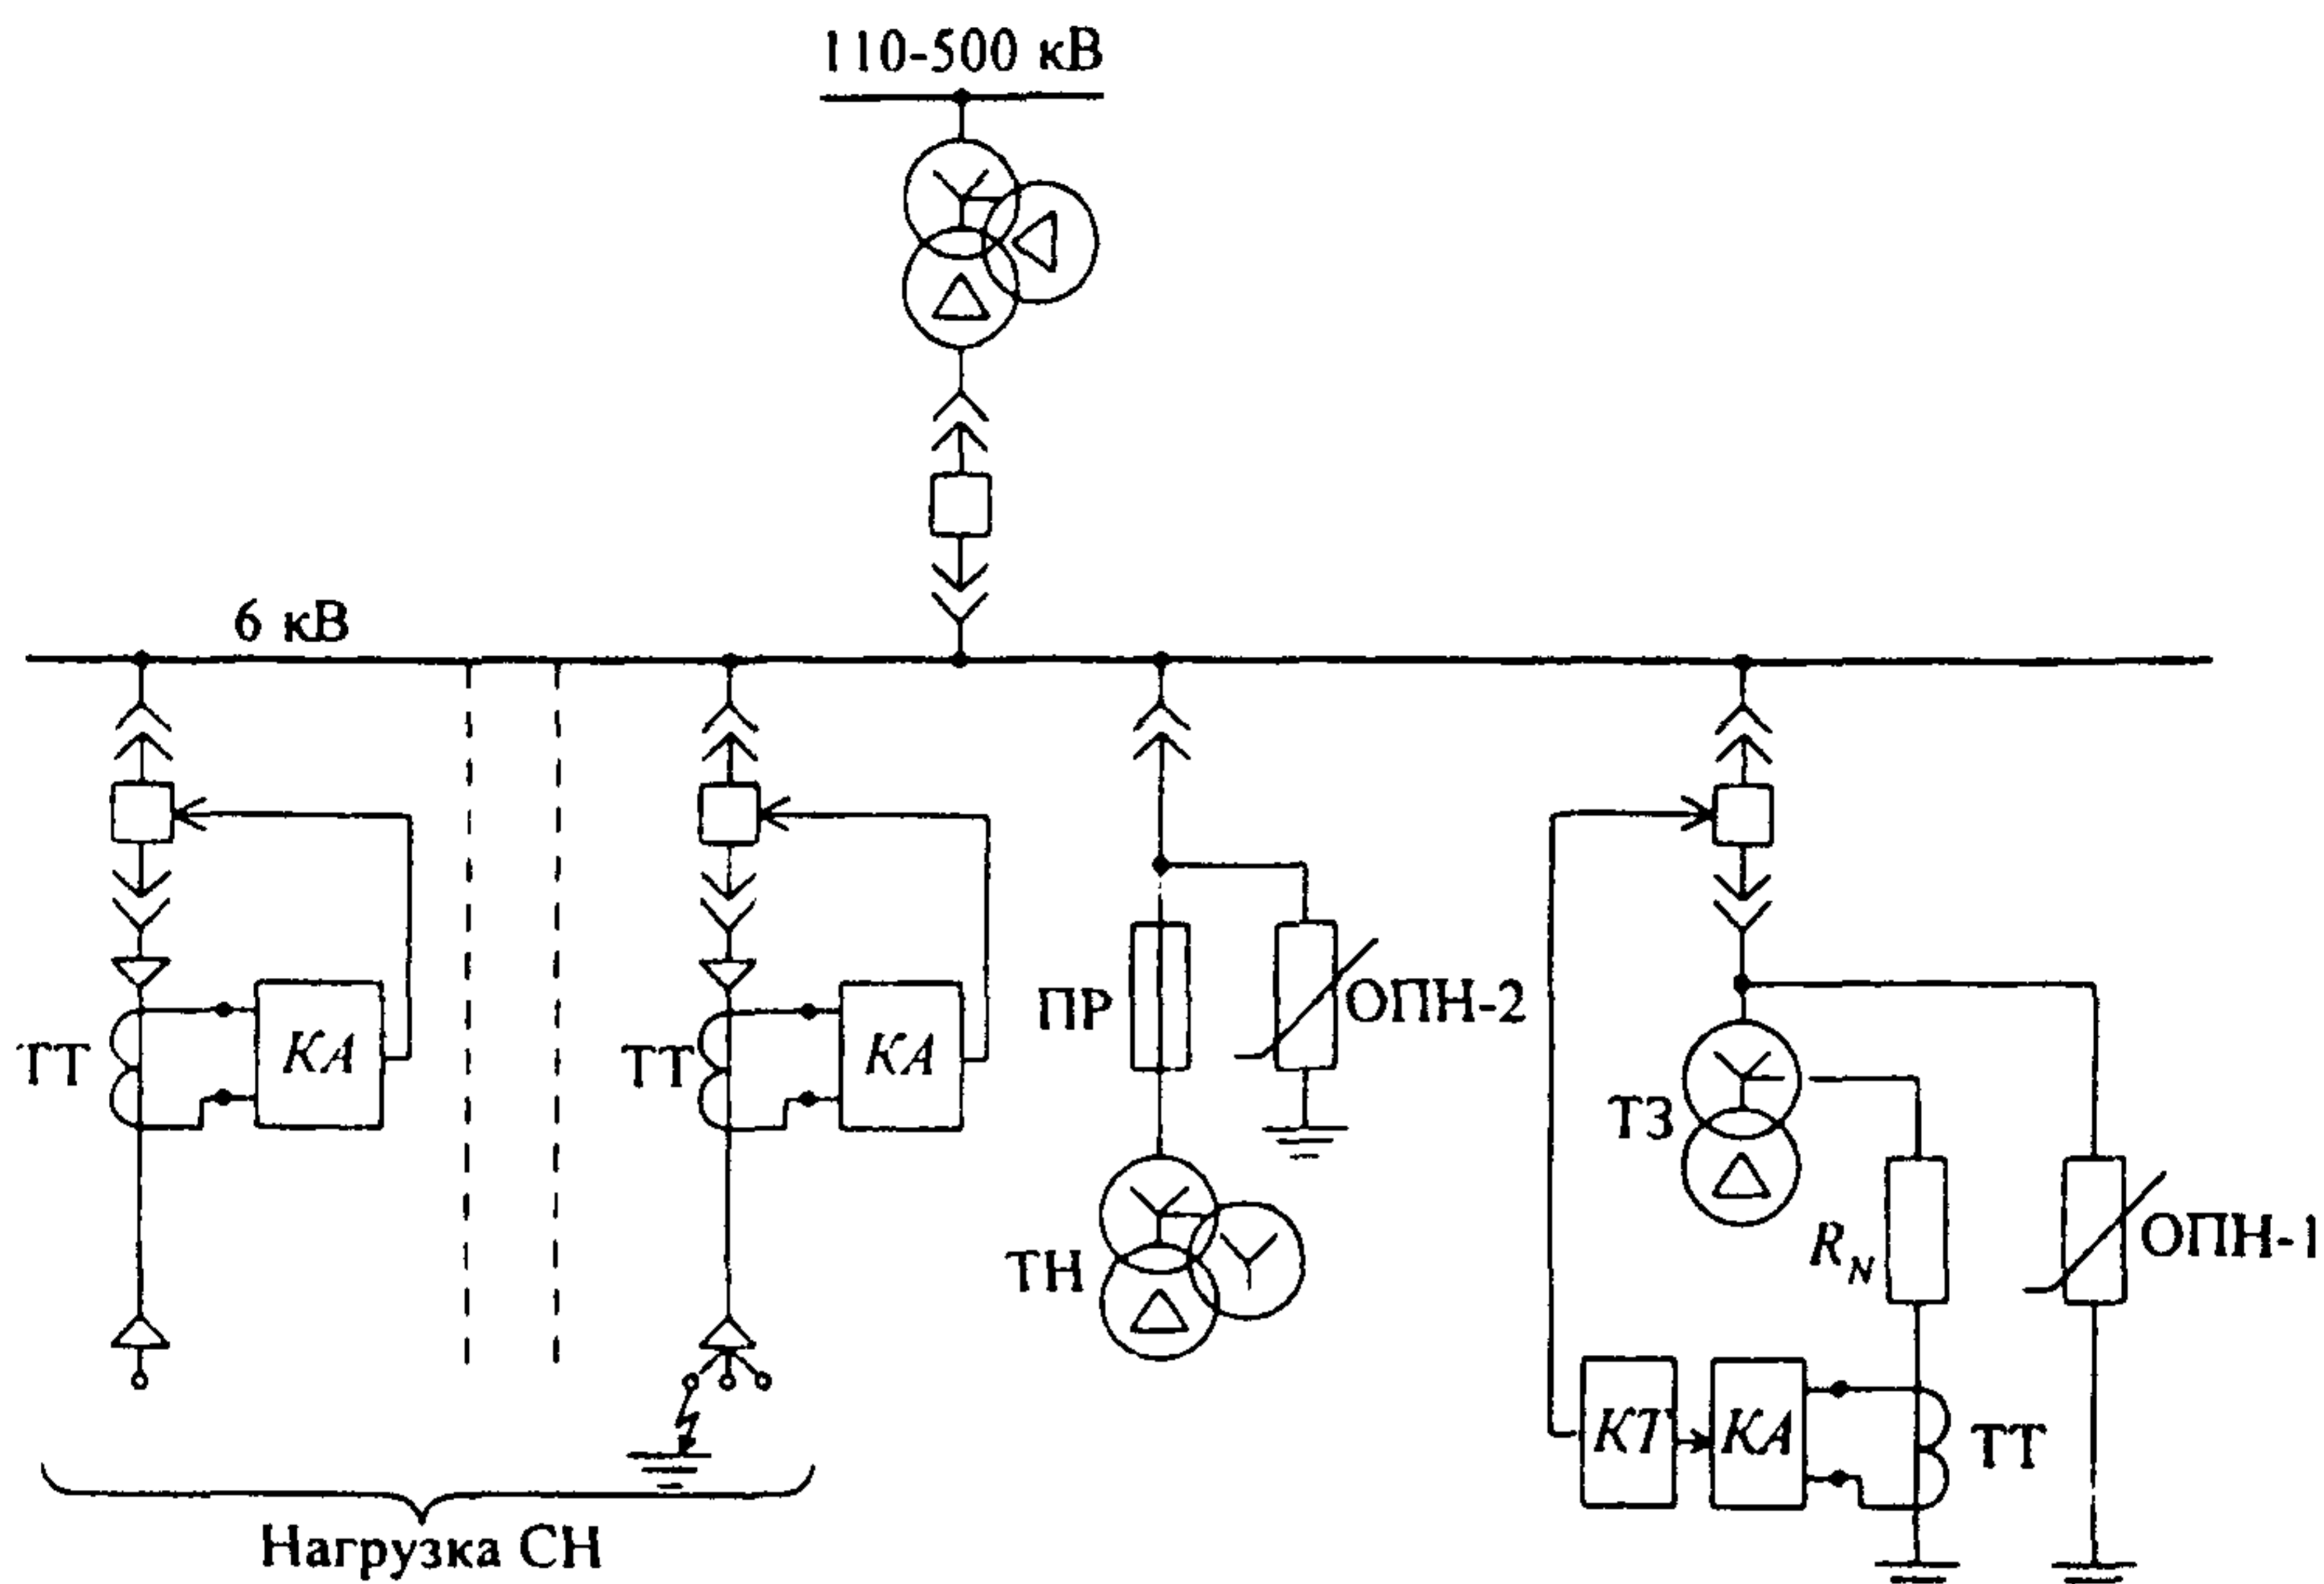 110-500 кВ
6 кВ
ТТ
КА
ТТ
КА
ПР
ОПН-2
ТН
ТЗ
R_N
ОПН-1
КТ
КА
ТТ
Нагрузка СН